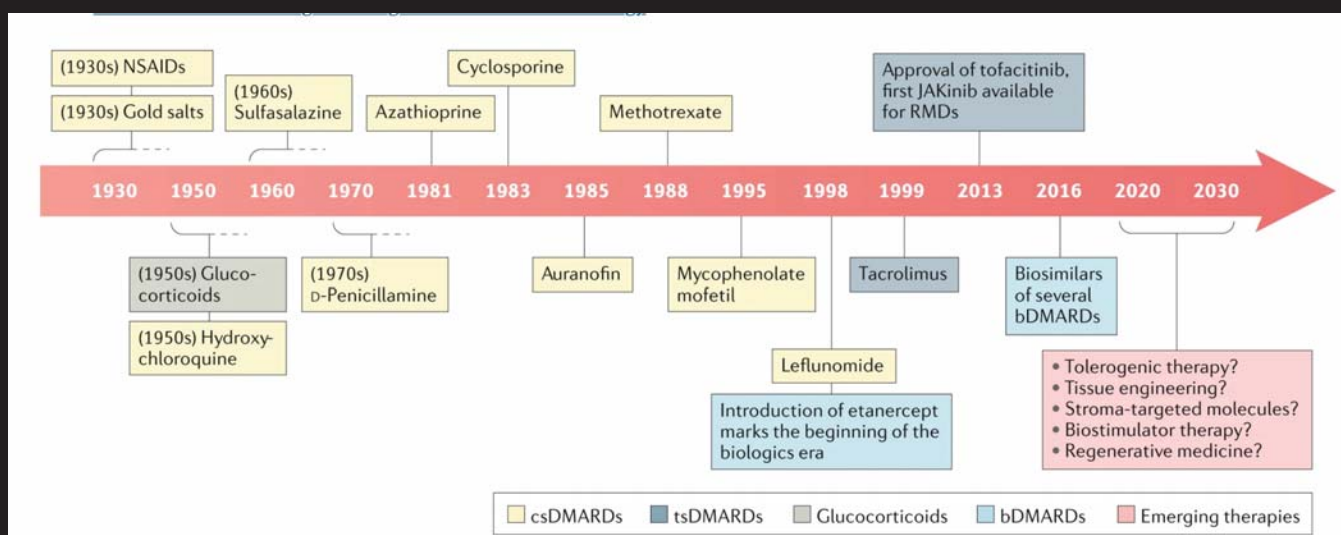 (1930s) NSAIDs
(1930s) Gold salts
(1960s)
Sulfasalazine
Azathioprine
Cyclosporine
Methotrexate
Approval of tofacitinib,
first JAKinib available
for RMDs
1930 1950 1960 1970 1981 1983 1985 1988 1995 1998 1999 2013 2016 2020 2030
(1950s) Gluco-
corticoids
(1950s) Hydroxy-
chloroquine
(1970s)
D-Penicillamine
Auranofin
Mycophenolate
mofetil
Leflunomide
Introduction of etanercept
marks the beginning of the
biologics era
Tacrolimus
Biosimilars
of several
bDMARDs
• Tolerogenic therapy?
• Tissue engineering?
• Stroma-targeted molecules?
• Biostimulator therapy?
• Regenerative medicine?
csDMARDs tsDMARDs Glucocorticoids bDMARDs Emerging therapies